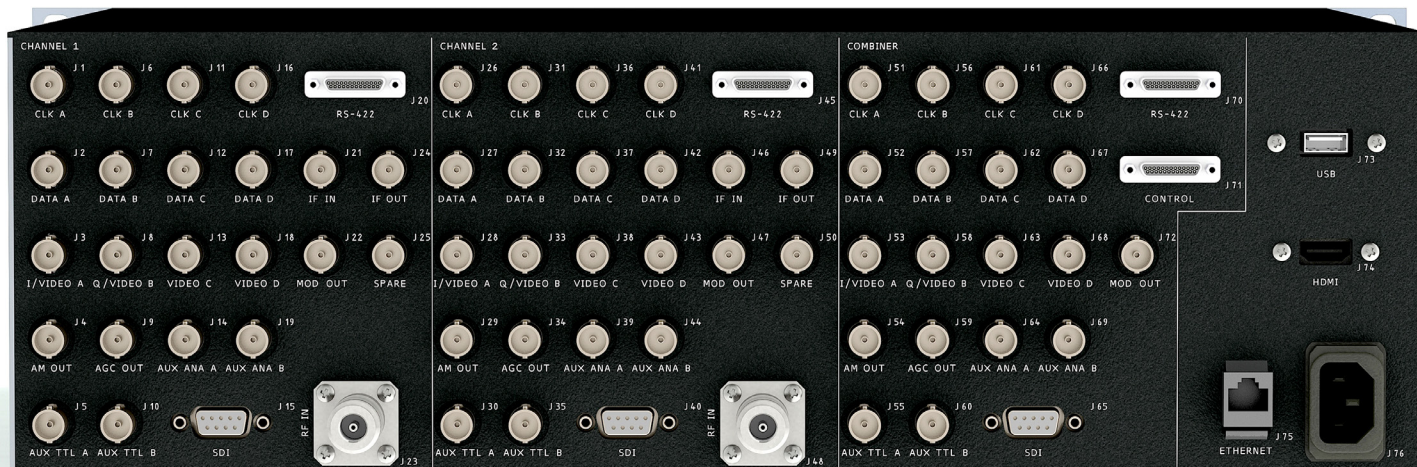 CHANNEL 1 CHANNEL 2 COMBINER
J1 J6 J11 J16 J26 J31 J36 J41 J51 J56 J61 J66
J20 J45 J70
CLK A CLK B CLK C CLK D RS-422 CLK A CLK B CLK C CLK D RS-422 CLK A CLK B CLK C CLK D RS-422
J2 J7 J12 J17 J21 J24 J27 J32 J37 J42 J46 J49 J52 J57 J62 J67
J73
USB
J71
DATA A DATA B DATA C DATA D IF IN IF OUT DATA A DATA B DATA C DATA D IF IN IF OUT DATA A DATA B DATA C DATA D CONTROL
J3 J8 J13 J18 J22 J25 J28 J33 J38 J43 J47 J50 J53 J58 J63 J68 J72
J74
I/VIDEO A Q/VIDEO B VIDEO C VIDEO D MOD OUT SPARE I/VIDEO A Q/VIDEO B VIDEO C VIDEO D MOD OUT SPARE I/VIDEO A Q/VIDEO B VIDEO C VIDEO D MOD OUT HDMI
J4 J9 J14 J19 J29 J34 J39 J44 J54 J59 J64 J69
AM OUT AGC OUT AUX ANA A AUX ANA B AM OUT AGC OUT AUX ANA A AUX ANA B AM OUT AGC OUT AUX ANA A AUX ANA B
J5 J10 J15 RF IN J30 J35 J40 RF IN J55 J60 J65
J75
AUX TTL A AUX TTL B SDI AUX TTL A AUX TTL B SDI AUX TTL A AUX TTL B SDI ETHERNET
J23 J48 J76